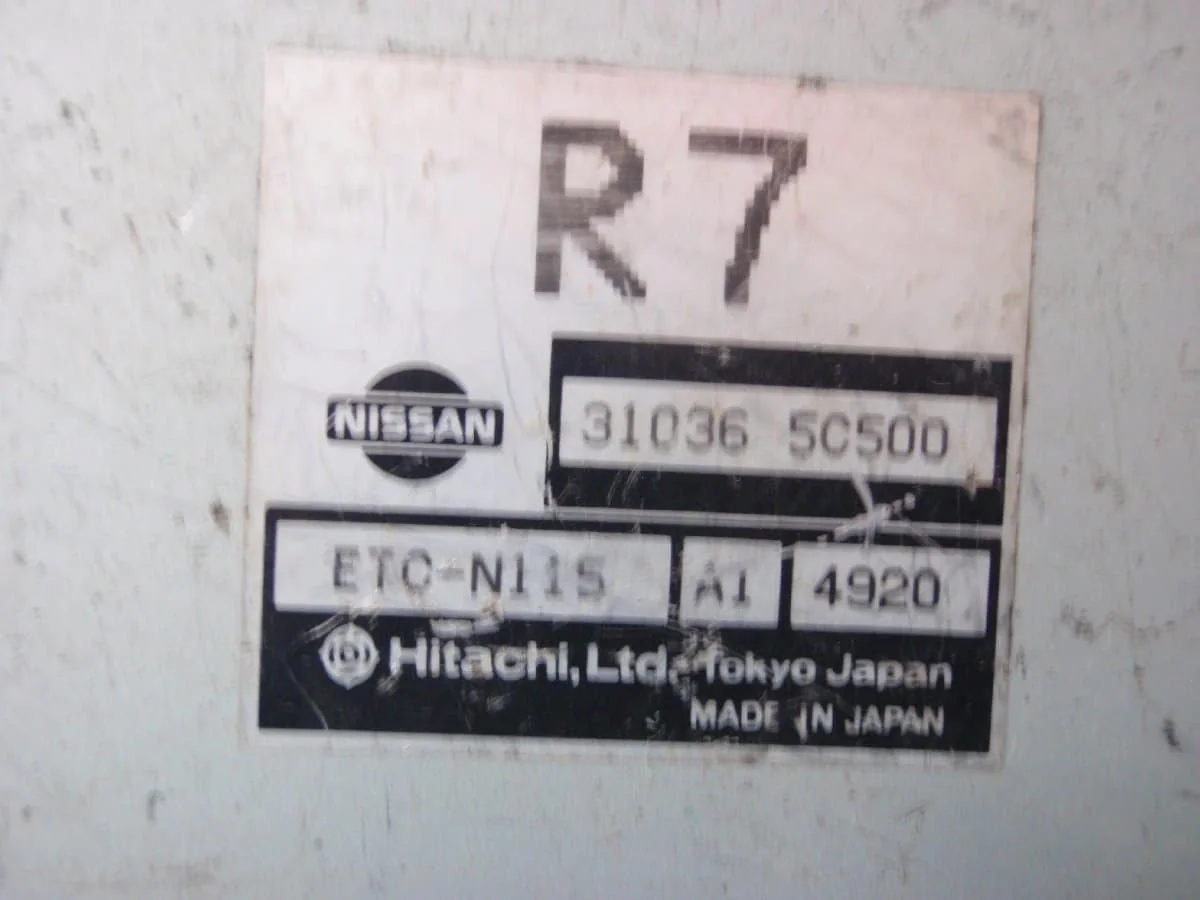 R7
NISSAN
31036 5C500
ETC-N115 A1 4920
Hitachi, Ltd. Tokyo Japan
MADE IN JAPAN